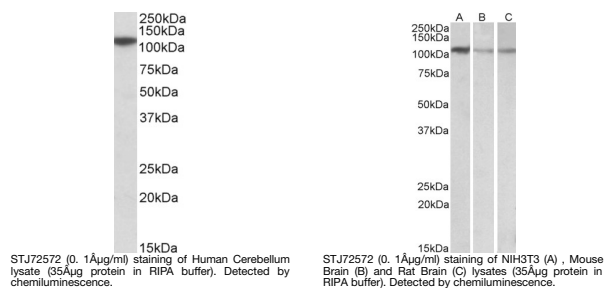 250kDa
150kDa
100kDa
75kDa
50kDa
37kDa
25kDa
20kDa
15kDa
STJ72572 (0. 1Âµg/ml) staining of Human Cerebellum
lysate (35Âµg protein in RIPA buffer). Detected by
chemiluminescence.
A B C
250kDa
150kDa
100kDa
75kDa
50kDa
37kDa
25kDa
20kDa
15kDa
STJ72572 (0. 1Âµg/ml) staining of NIH3T3 (A) , Mouse
Brain (B) and Rat Brain (C) lysates (35Âµg protein in
RIPA buffer). Detected by chemiluminescence.